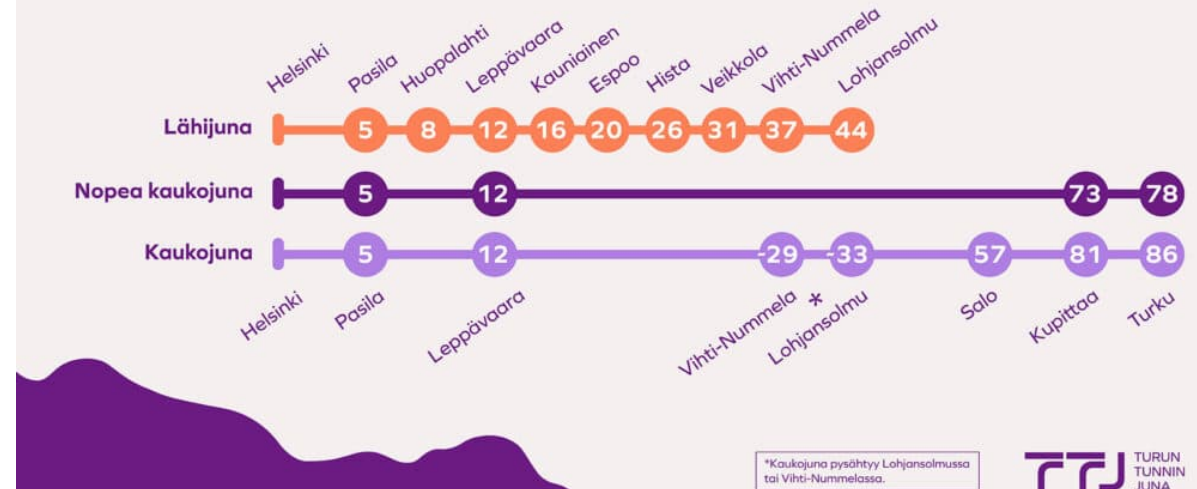 Helsinki
Pasila
Huopalahti
Leppävaara
Kauniainen
Espoo
Hista
Veikkola
Vihti-Nummela
Lohjansolmu
Lähijuna 5 8 12 16 20 26 31 37 44
Nopea kaukojuna 5 12 73 78
Kaukojuna 5 12 -29 -33 57 81 86
Helsinki
Pasila
Leppävaara
Vihti-Nummela
*
Lohjansolmu
Salo
Kupittaa
Turku
*Kaukojuna pysähtyy Lohjansolmussa
tai Vihti-Nummelassa.
TTJ
TURUN
TUNNIN
JUNA